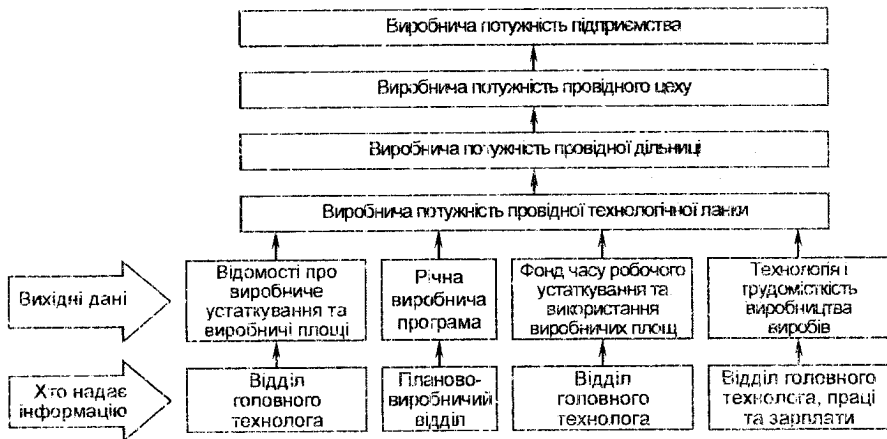 Виробнича потужність підприємства
Виробнича потужність провідного цеху
Виробнича потужність провідної дільниці
Виробнича потужність провідної технологічної ланки
Вихідні дані
Відомості про
виробниче
устаткування та
виробничі площі
Річна
виробнича
програма
Фонд часу робочого
устаткування та
використання
виробничих площ
Технологія і
трудомісткість
виробництва
виробів
Хто надає
інформацію
Відділ
головного
технолога
Планово-
виробничий
відділ
Відділ
головного
технолога
Відділ головного
технолога, праці
та зарплати